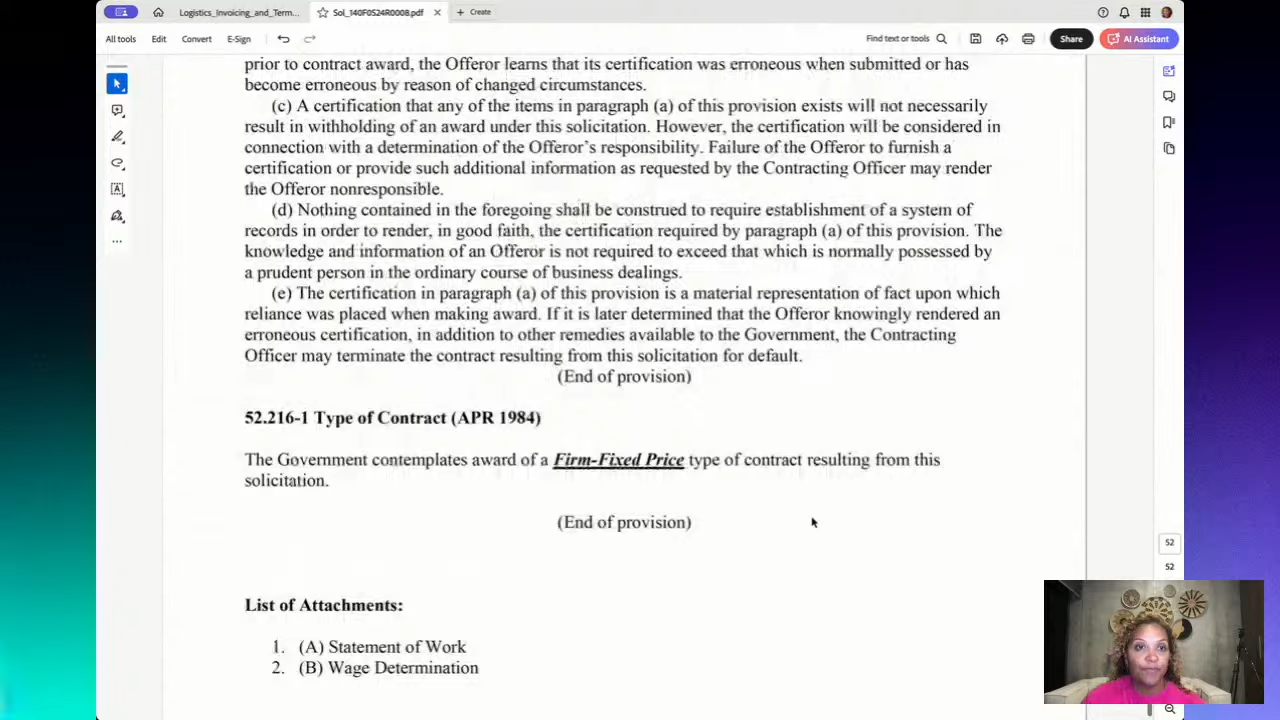 Logistics_Invoicing_and_Term...
Sol_140F0S24R0008.pdf
Create
All tools
Edit
Convert
E-Sign
Find text or tools
Share
AI Assistant
prior to contract award, the Offeror learns that its certification was erroneous when submitted or has
become erroneous by reason of changed circumstances.
(c) A certification that any of the items in paragraph (a) of this provision exists will not necessarily
result in withholding of an award under this solicitation. However, the certification will be considered in
connection with a determination of the Offeror's responsibility. Failure of the Offeror to furnish a
certification or provide such additional information as requested by the Contracting Officer may render
the Offeror nonresponsible.
(d) Nothing contained in the foregoing shall be construed to require establishment of a system of
records in order to render, in good faith, the certification required by paragraph (a) of this provision. The
knowledge and information of an Offeror is not required to exceed that which is normally possessed by
a prudent person in the ordinary course of business dealings.
(e) The certification in paragraph (a) of this provision is a material representation of fact upon which
reliance was placed when making award. If it is later determined that the Offeror knowingly rendered an
erroneous certification, in addition to other remedies available to the Government, the Contracting
Officer may terminate the contract resulting from this solicitation for default.
(End of provision)
52.216-1 Type of Contract (APR 1984)
The Government contemplates award of a Firm-Fixed Price type of contract resulting from this
solicitation.
(End of provision)
List of Attachments:
1. (A) Statement of Work
2. (B) Wage Determination
52
52